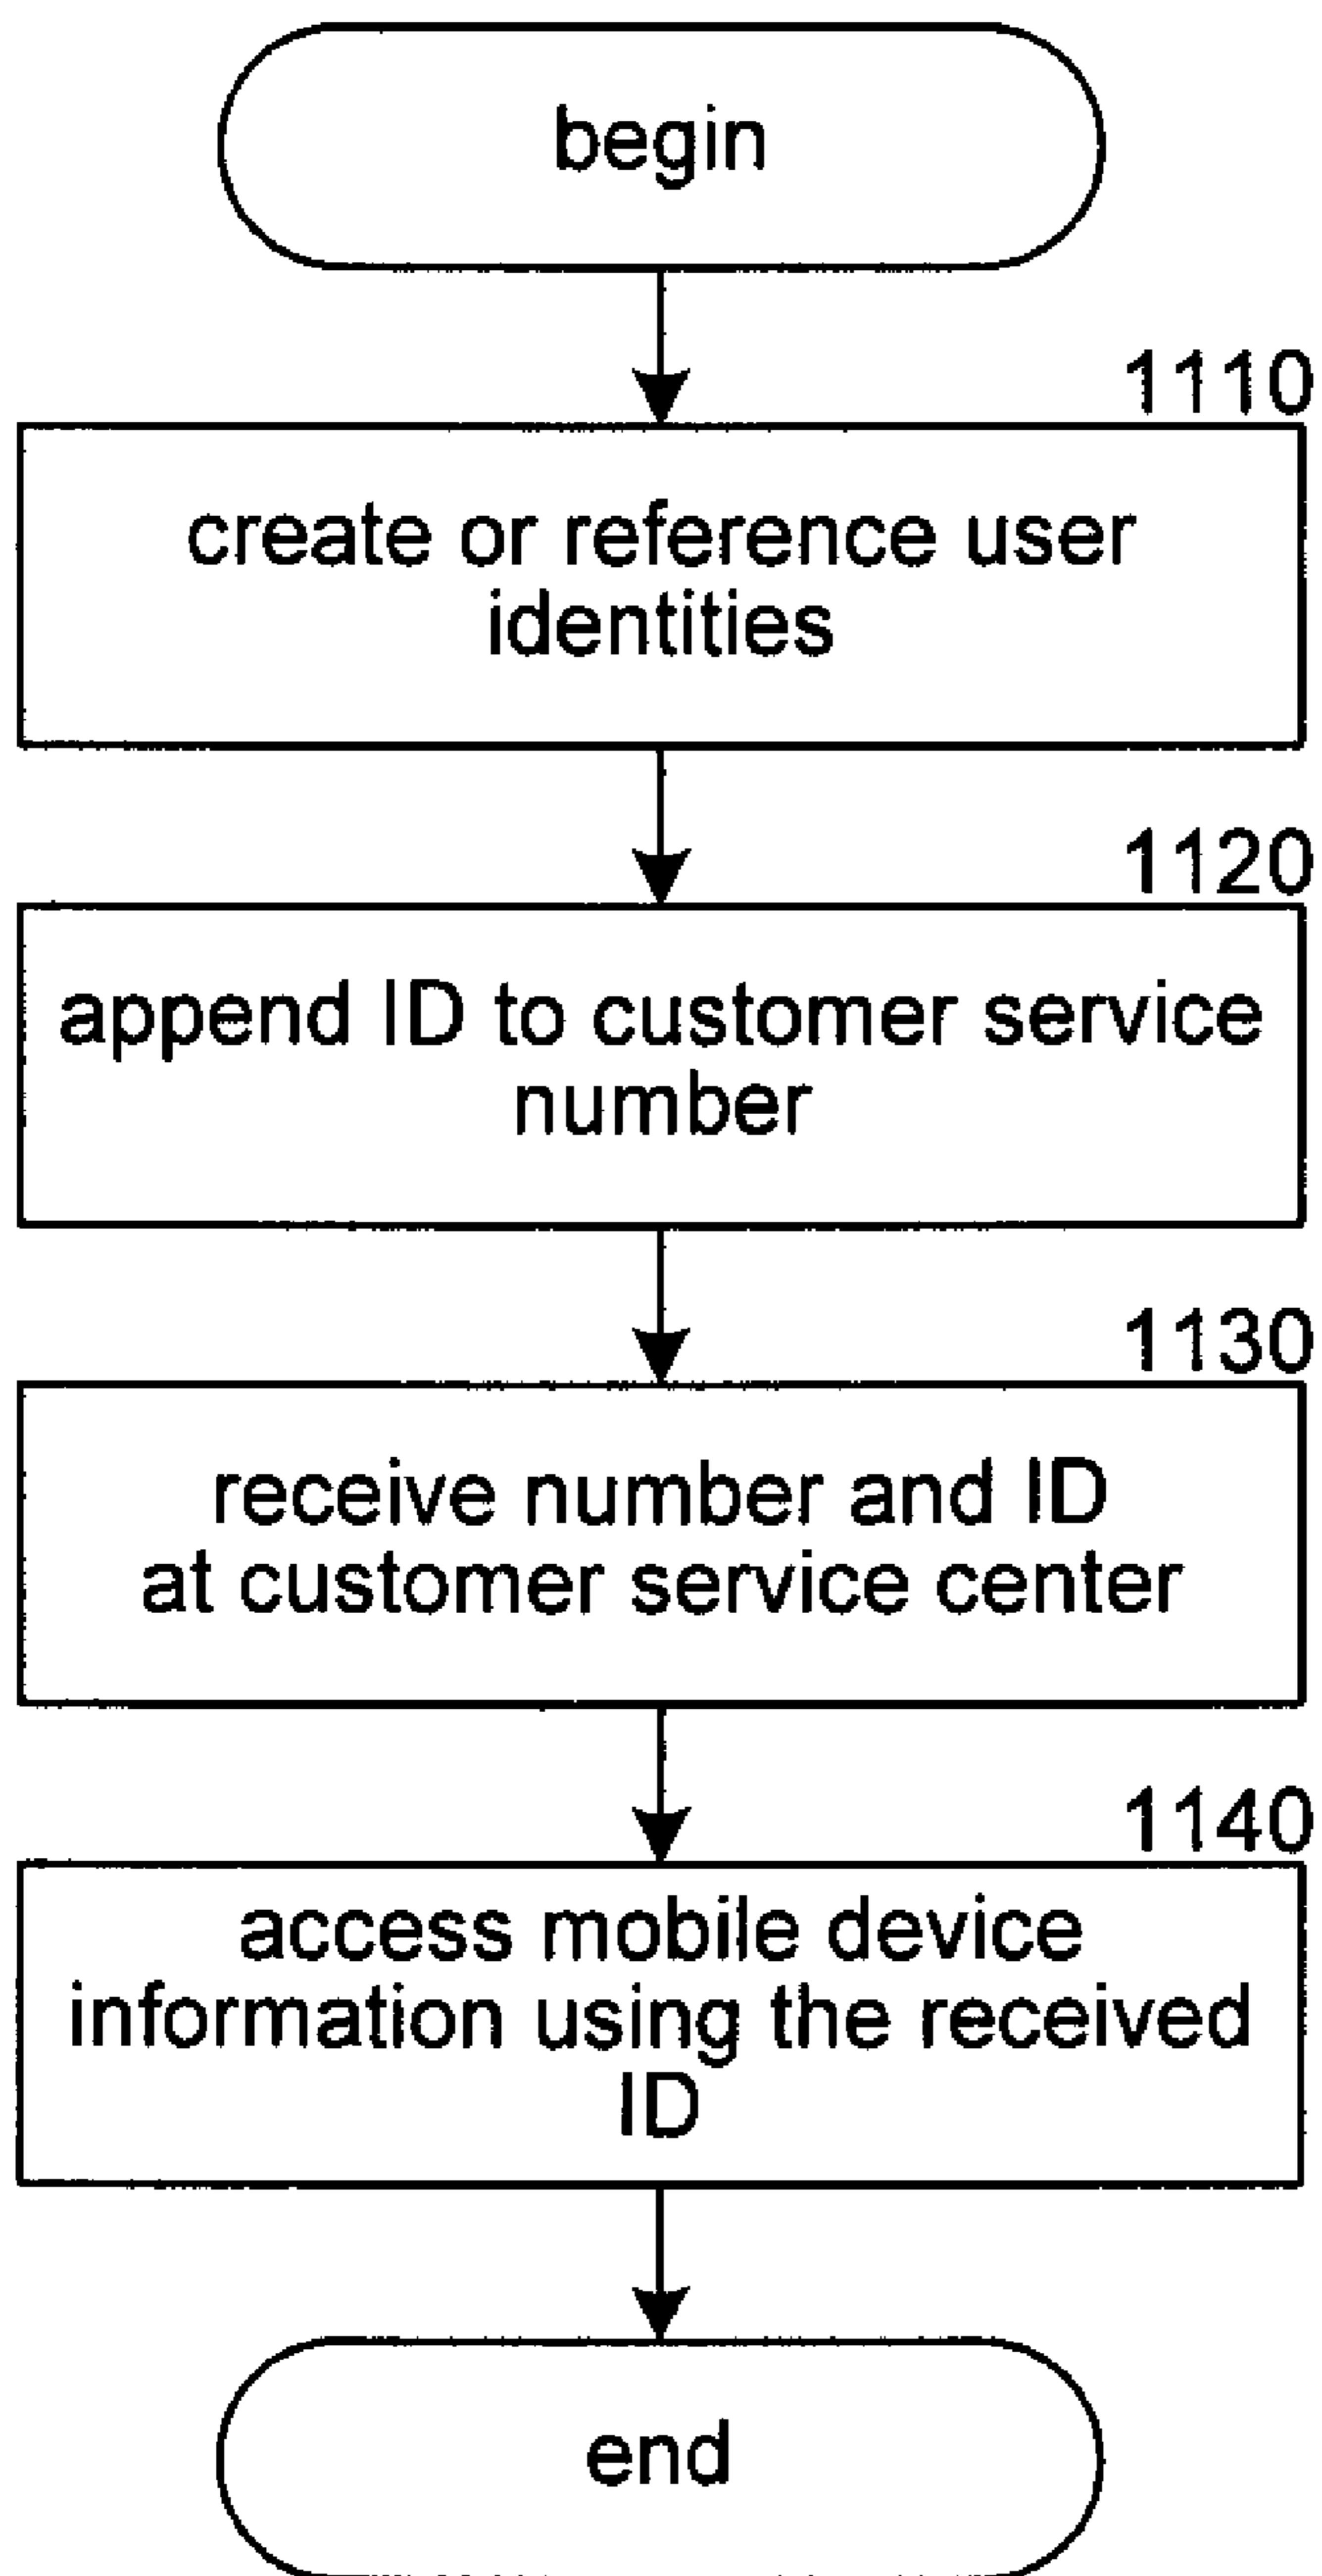 begin
1110
create or reference user
identities
1120
append ID to customer service
number
1130
receive number and ID
at customer service center
1140
access mobile device
information using the received
ID
end